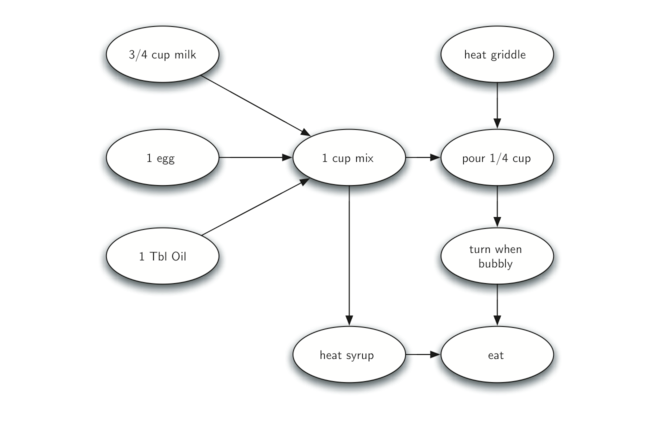 3/4 cup milk
heat griddle
1 egg
1 cup mix
pour 1/4 cup
1 Tbl Oil
turn when
bubbly
heat syrup
eat